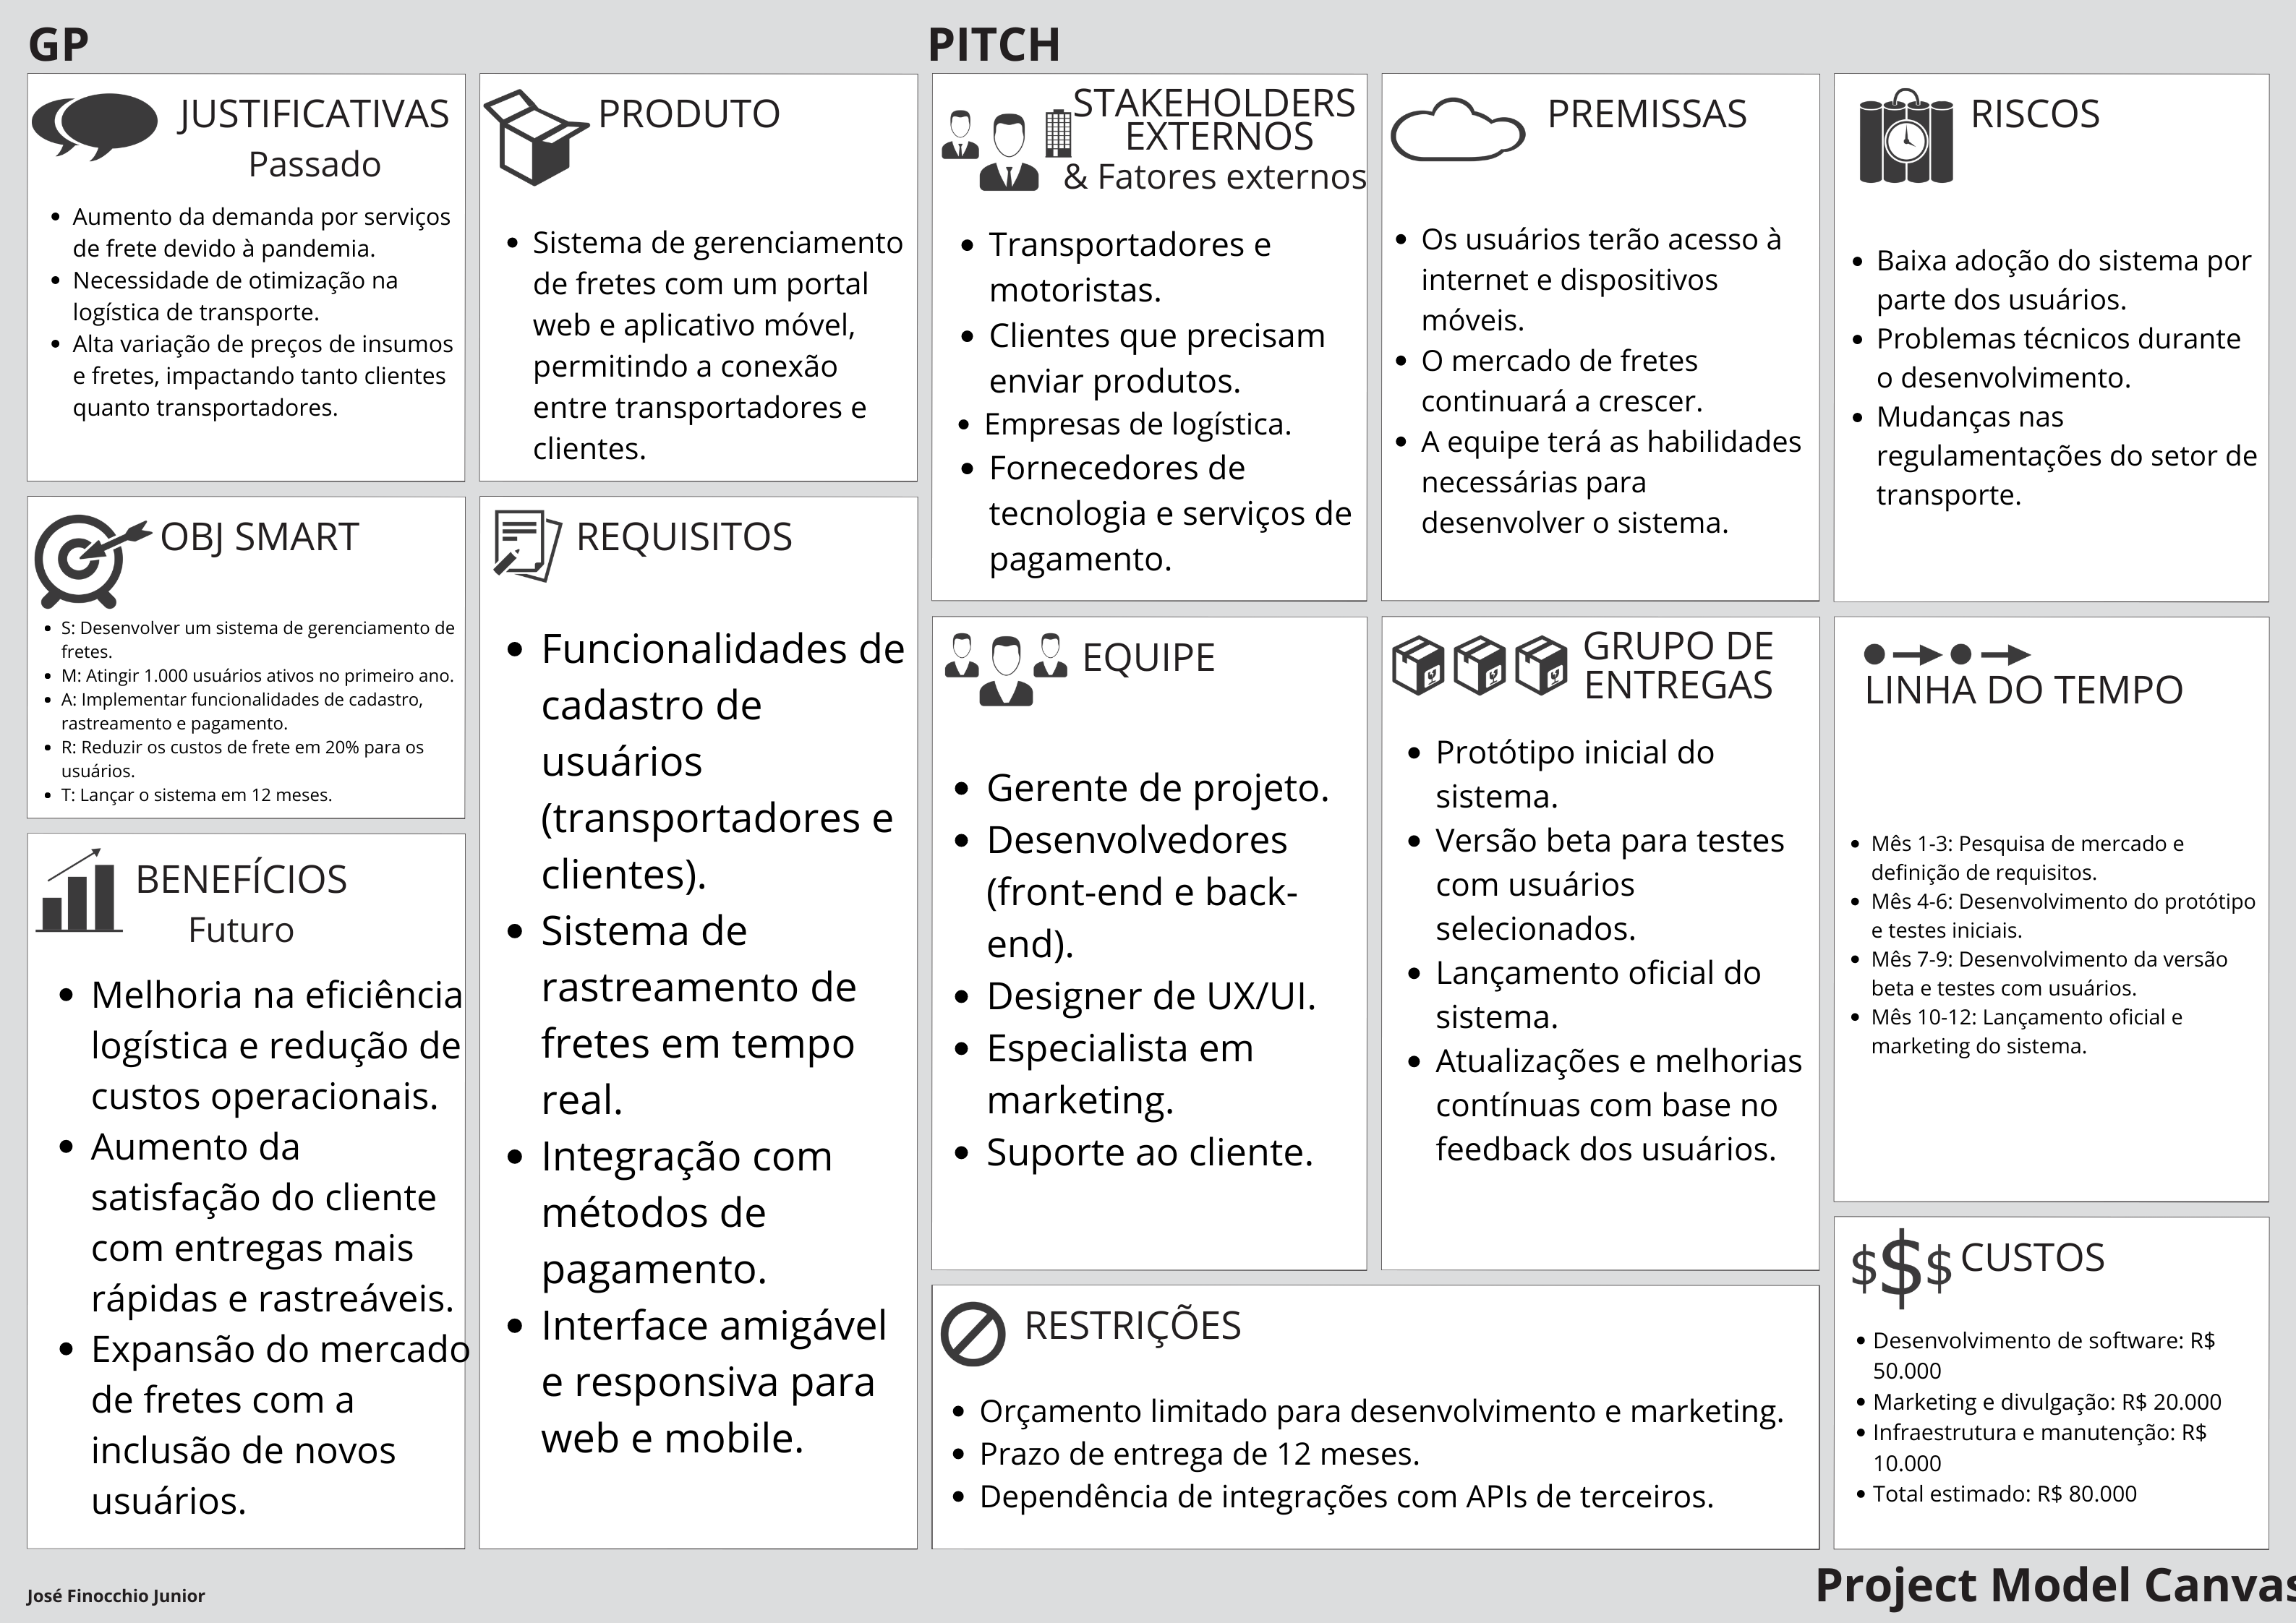 GP
PITCH
JUSTIFICATIVAS
Passado
• Aumento da demanda por serviços
de frete devido à pandemia.
• Necessidade de otimização na
logística de transporte.
• Alta variação de preços de insumos
e fretes, impactando tanto clientes
quanto transportadores.
OBJ SMART
• S: Desenvolver um sistema de gerenciamento de
fretes.
• M: Atingir 1.000 usuários ativos no primeiro ano.
• A: Implementar funcionalidades de cadastro,
rastreamento e pagamento.
• R: Reduzir os custos de frete em 20% para os
usuários.
• T: Lançar o sistema em 12 meses.
BENEFÍCIOS
Futuro
• Melhoria na eficiência
logística e redução de
custos operacionais.
• Aumento da
satisfação do cliente
com entregas mais
rápidas e rastreáveis.
• Expansão do mercado
de fretes com a
inclusão de novos
usuários.
PRODUTO
• Sistema de gerenciamento
de fretes com um portal
web e aplicativo móvel,
permitindo a conexão
entre transportadores e
clientes.
REQUISITOS
• Funcionalidades de
cadastro de
usuários
(transportadores e
clientes).
• Sistema de
rastreamento de
fretes em tempo
real.
• Integração com
métodos de
pagamento.
• Interface amigável
e responsiva para
web e mobile.
STAKEHOLDERS
EXTERNOS
& Fatores externos
• Transportadores e
motoristas.
• Clientes que precisam
enviar produtos.
• Empresas de logística.
• Fornecedores de
tecnologia e serviços de
pagamento.
EQUIPE
• Gerente de projeto.
• Desenvolvedores
(front-end e back-
end).
• Designer de UX/UI.
• Especialista em
marketing.
• Suporte ao cliente.
PREMISSAS
• Os usuários terão acesso à
internet e dispositivos
móveis.
• O mercado de fretes
continuará a crescer.
• A equipe terá as habilidades
necessárias para
desenvolver o sistema.
GRUPO DE
ENTREGAS
• Protótipo inicial do
sistema.
• Versão beta para testes
com usuários
selecionados.
• Lançamento oficial do
sistema.
• Atualizações e melhorias
contínuas com base no
feedback dos usuários.
RESTRIÇÕES
• Orçamento limitado para desenvolvimento e marketing.
• Prazo de entrega de 12 meses.
• Dependência de integrações com APIs de terceiros.
RISCOS
• Baixa adoção do sistema por
parte dos usuários.
• Problemas técnicos durante
o desenvolvimento.
• Mudanças nas
regulamentações do setor de
transporte.
LINHA DO TEMPO
• Mês 1-3: Pesquisa de mercado e
definição de requisitos.
• Mês 4-6: Desenvolvimento do protótipo
e testes iniciais.
• Mês 7-9: Desenvolvimento da versão
beta e testes com usuários.
• Mês 10-12: Lançamento oficial e
marketing do sistema.
$$$ CUSTOS
• Desenvolvimento de software: R$
50.000
• Marketing e divulgação: R$ 20.000
• Infraestrutura e manutenção: R$
10.000
• Total estimado: R$ 80.000
José Finocchio Junior
Project Model Canvas